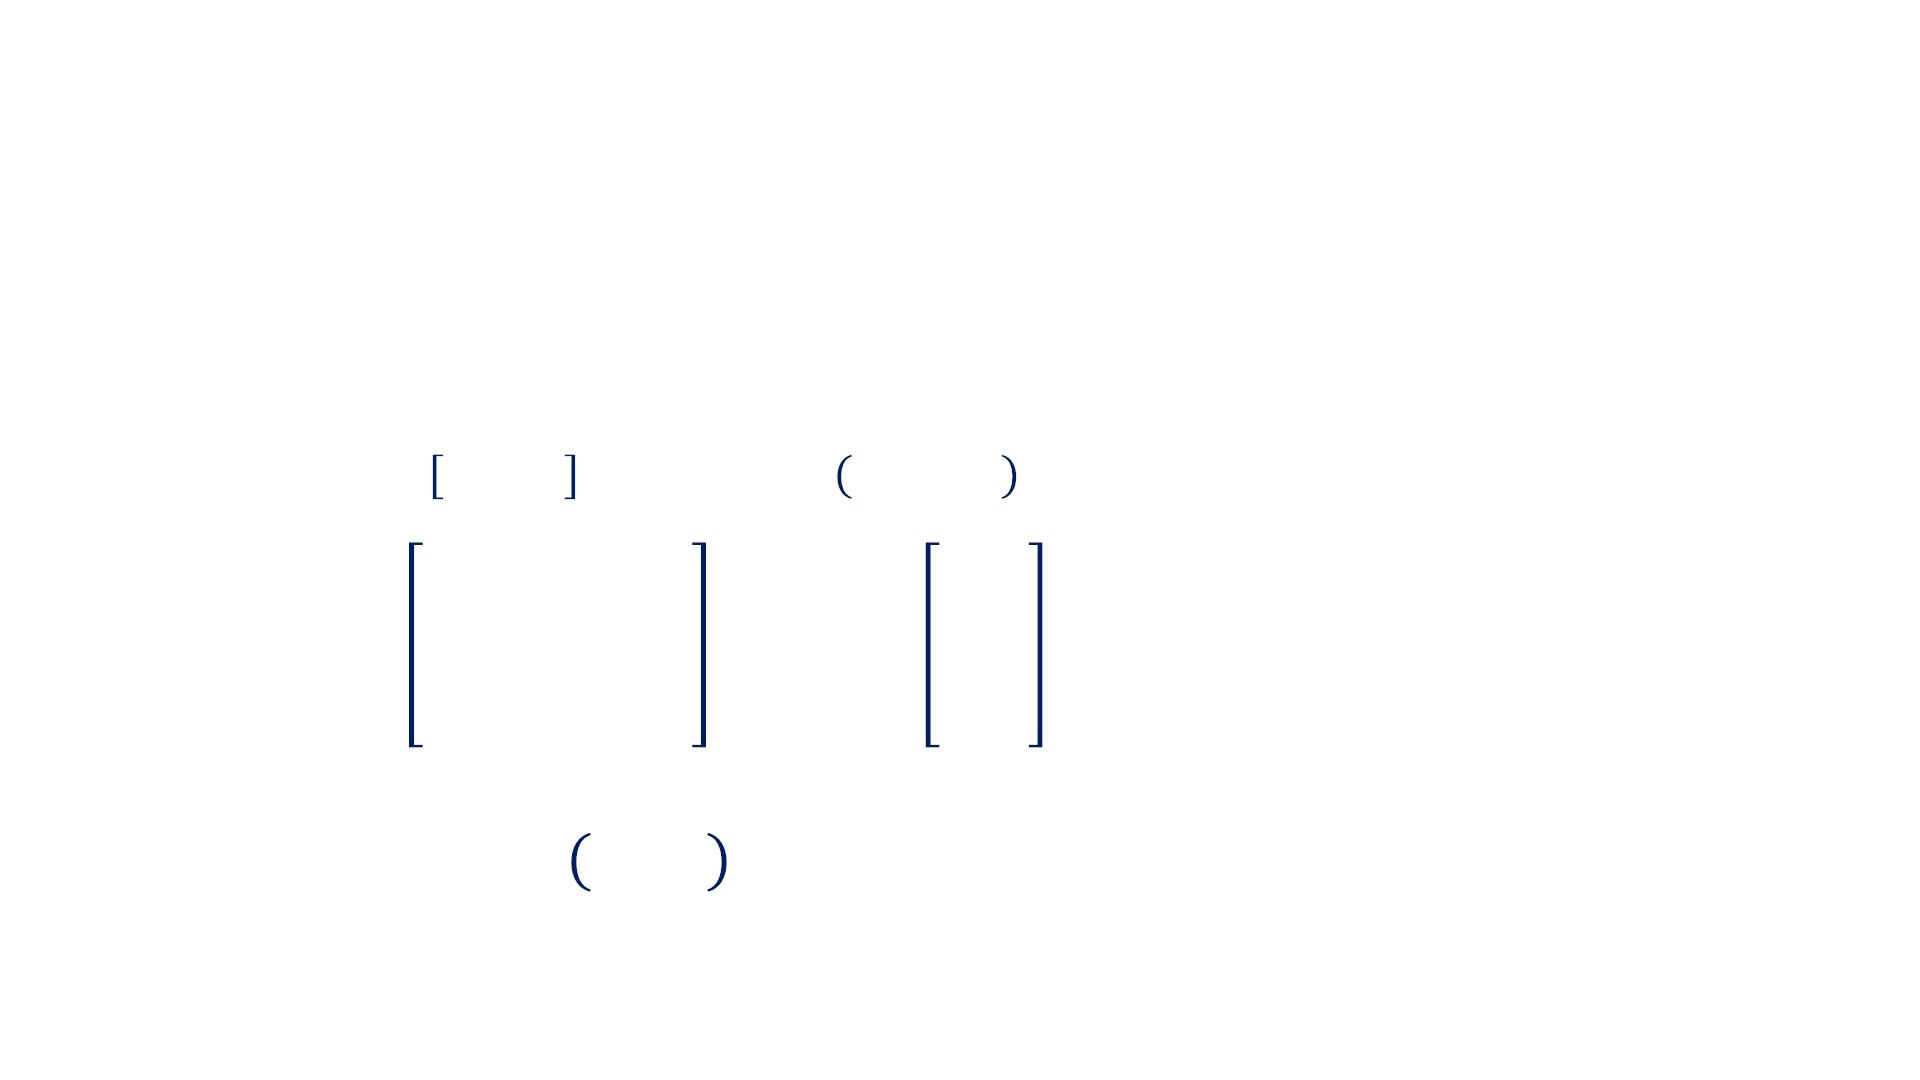 [ ] ( )
[ ] [ ]
( )